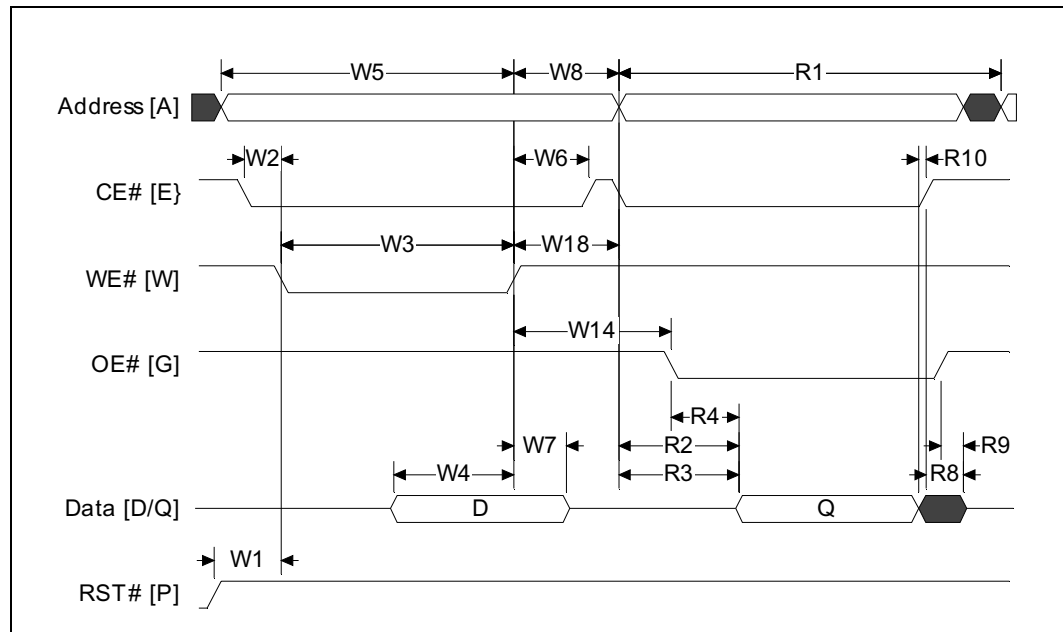 W5 W8 R1
Address [A]
W2 W6 R10
CE# [E}
W3 W18
WE# [W]
W14
OE# [G]
R4
W7 R2 R9
W4 R3 R8
Data [D/Q] D Q
W1
RST# [P]